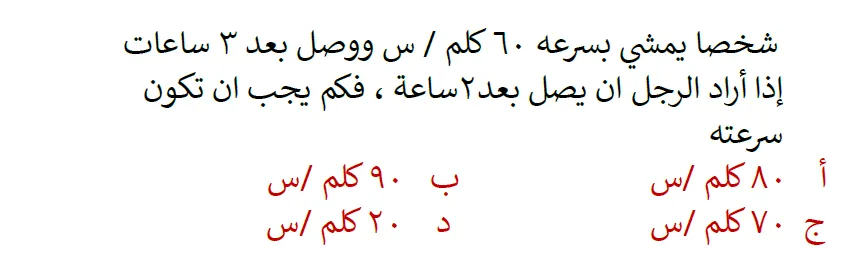 شخصا يمشي بسرعه ٦٠ كلم / س ووصل بعد ٣ ساعات
إذا أراد الرجل ان يصل بعد٢ساعة ، فكم يجب ان تكون
سرعته
أ ٨٠ كلم /س ب ٩٠ كلم /س
ج ٧٠ كلم /س د ٢٠ كلم /س